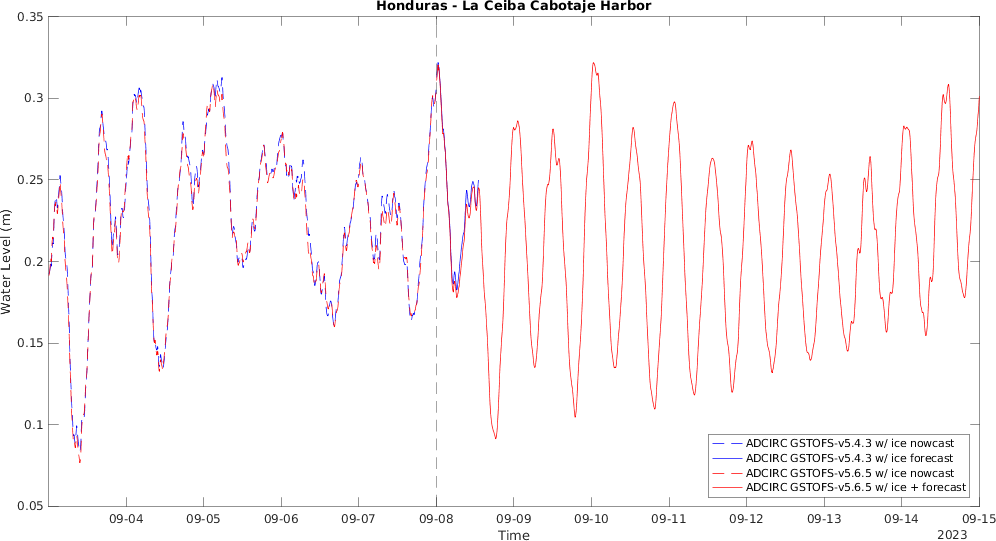 Honduras - La Ceiba Cabotaje Harbor
0.35
0.3
0.25
0.2
0.15
0.1
0.05
Water Level (m)
ADCIRC GSTOFS-v5.4.3 w/ ice nowcast
ADCIRC GSTOFS-v5.4.3 w/ ice forecast
ADCIRC GSTOFS-v5.6.5 w/ ice nowcast
ADCIRC GSTOFS-v5.6.5 w/ ice + forecast
09-04 09-05 09-06 09-07 09-08 09-09 09-10 09-11 09-12 09-13 09-14 09-15
Time
2023